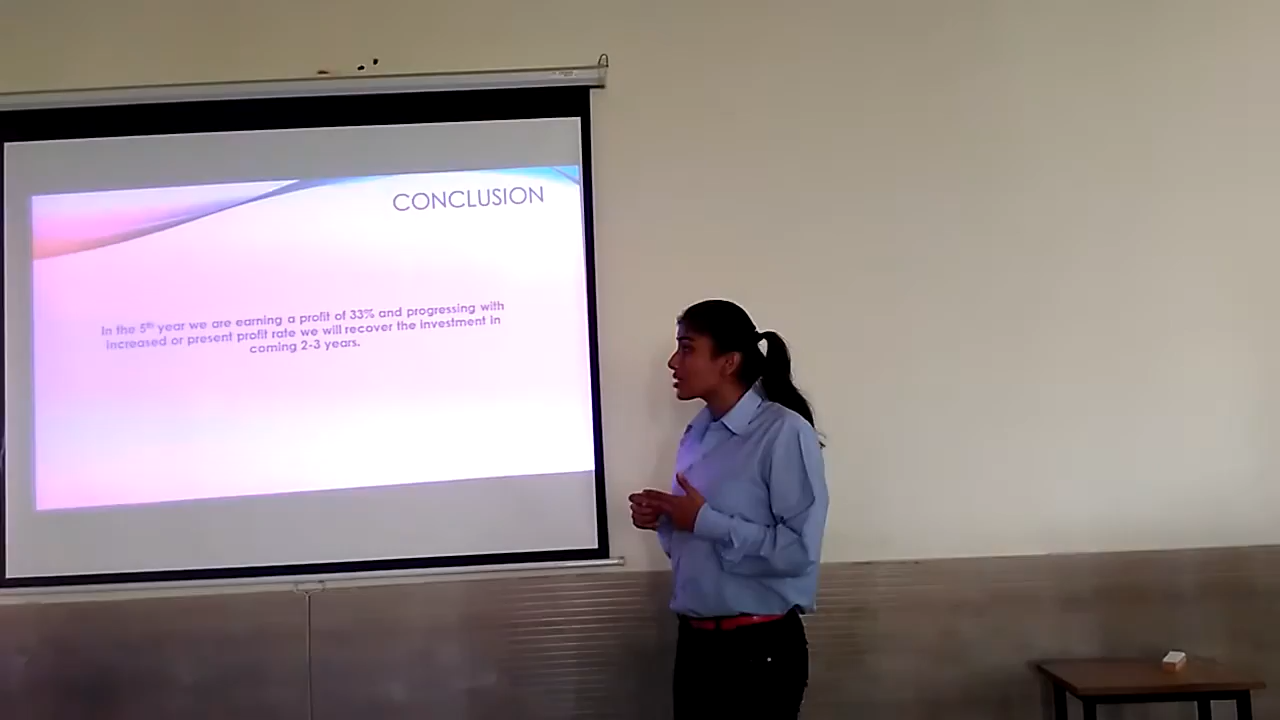 CONCLUSION
In the 5th year we are earning a profit of 33% and progressing with
increased or present profit rate we will recover the investment in
coming 2-3 years.